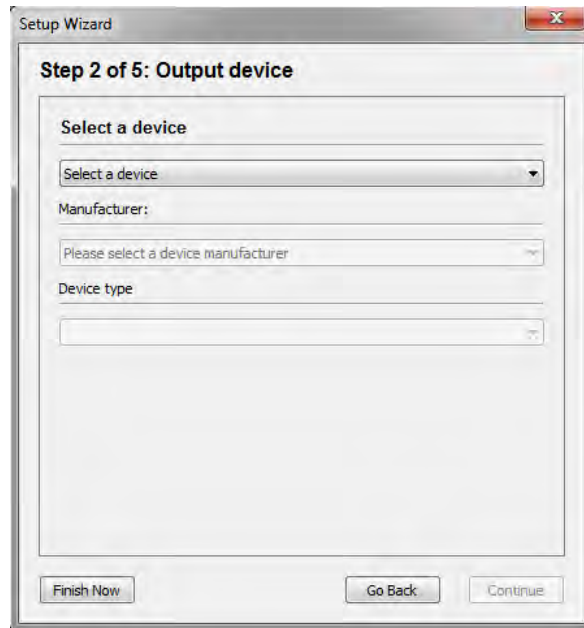 Setup Wizard
Step 2 of 5: Output device
Select a device
Select a device
Manufacturer:
Please select a device manufacturer
Device type
Finish Now
Go Back
Continue